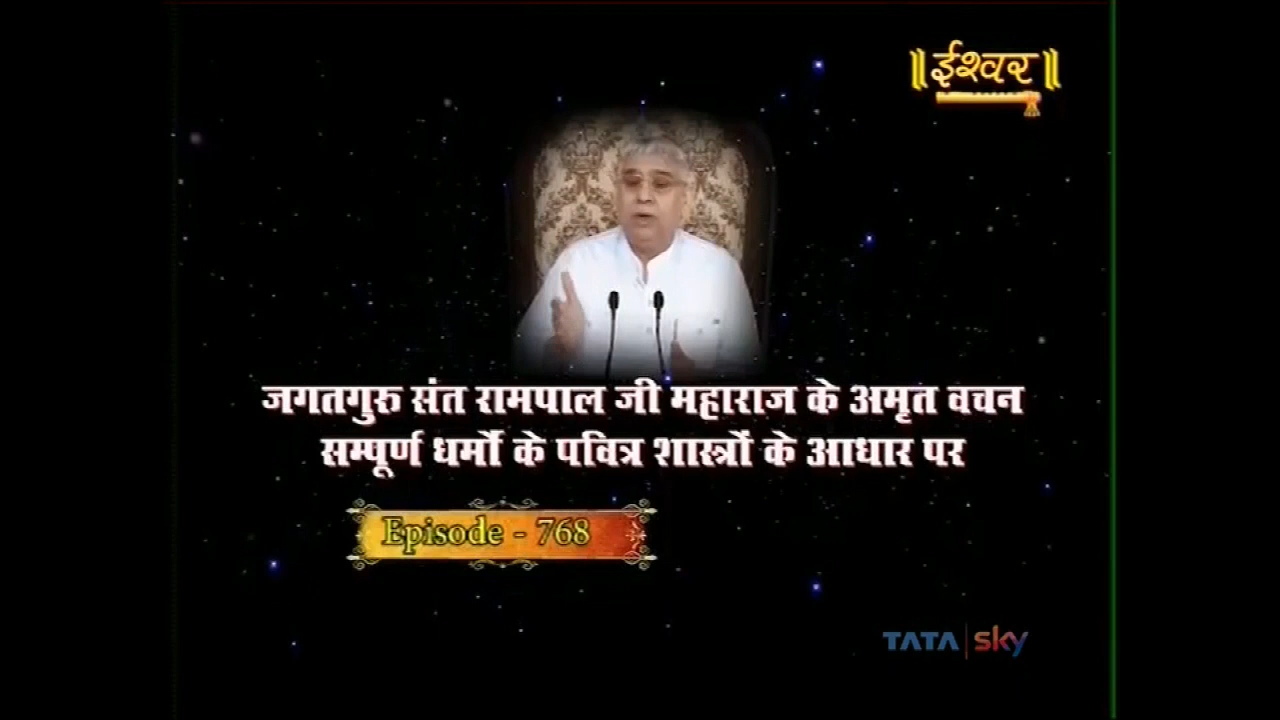 ॥ईश्वर॥
जगतगुरु संत रामपाल जी महाराज के अमृत वचन
सम्पूर्ण धर्मों के पवित्र शास्त्रों के आधार पर
Episode - 768
TATA sky